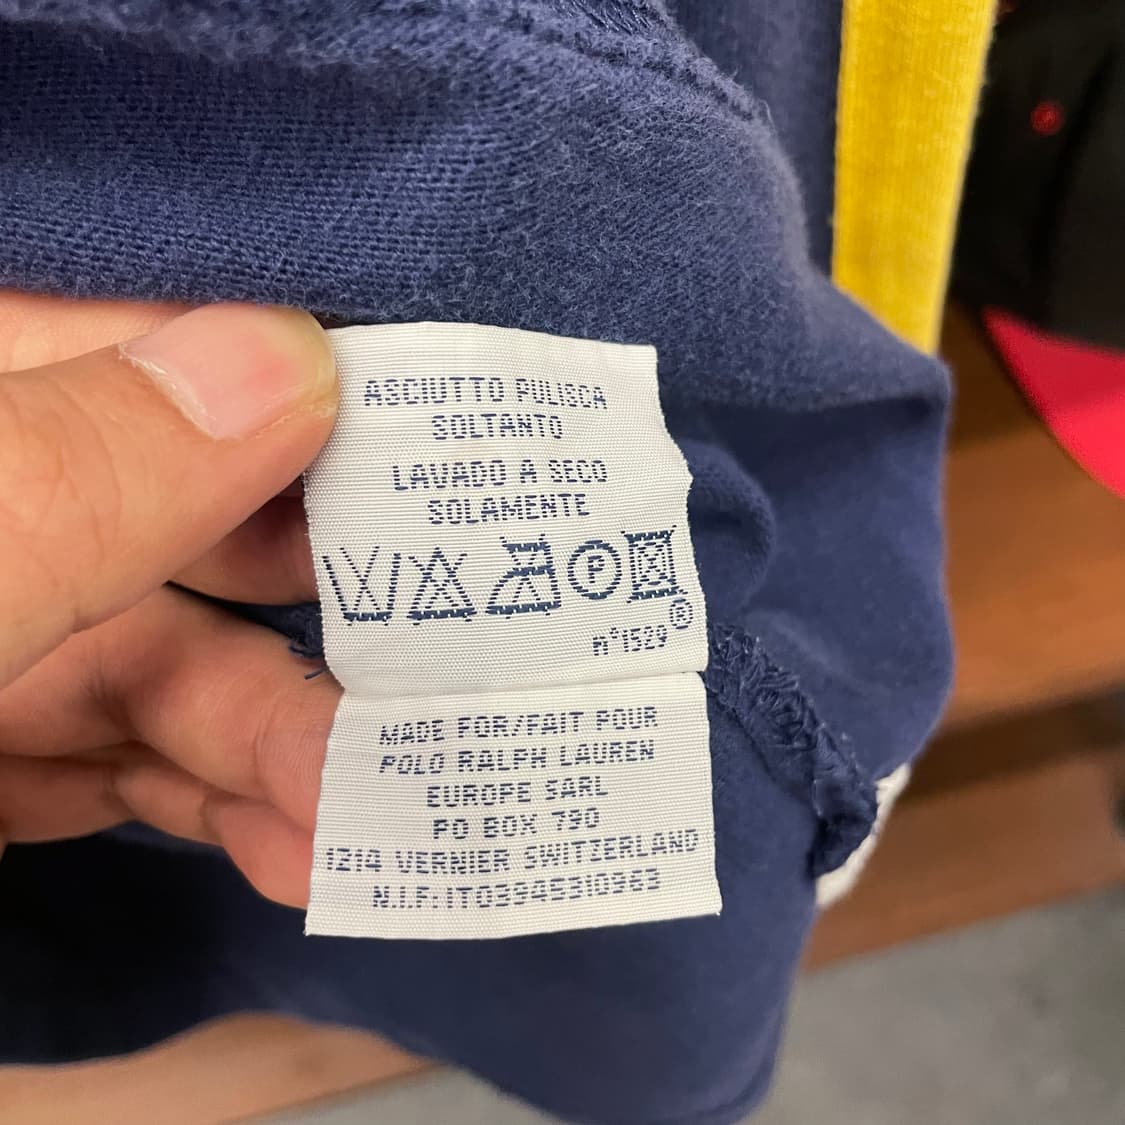 ASCIUTTO PULISCA
SOLTANTO
LAVADO A SECO
SOLAMENTE
P
®
n°1529
MADE FOR/FAIT POUR
POLO RALPH LAUREN
EUROPE SARL
PO BOX 790
1214 VERNIER SWITZERLAND
N.I.F:IT03945310963